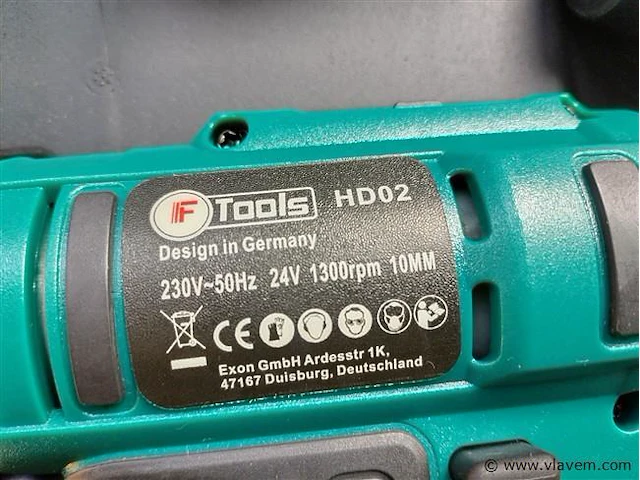 F Tools HD02
Design in Germany
230V~50Hz 24V 1300rpm 10MM
CE
Exon GmbH Ardesstr 1K,
47167 Duisburg, Deutschland
© www.vlavem.com